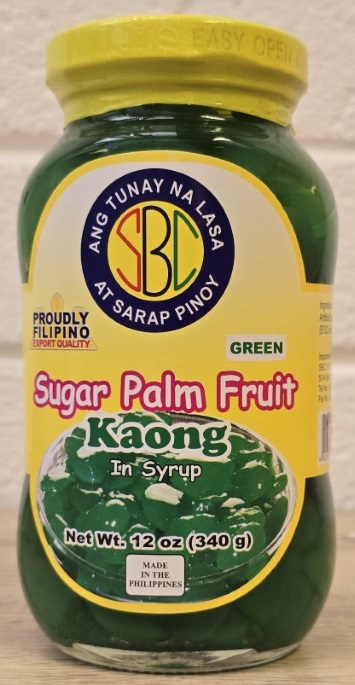 EASY OPEN
ANG TUNAY NA LASA
SBC
AT SARAP PINOY
PROUDLY
FILIPINO
EXPORT QUALITY
GREEN
Sugar Palm Fruit
Kaong
In Syrup
Net Wt. 12 oz (340 g)
MADE
IN THE
PHILIPPINES